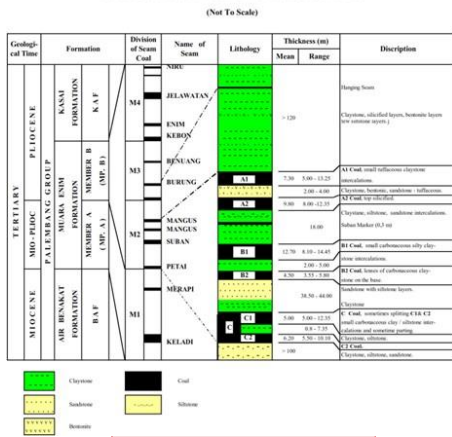 (Not To Scale)
Geologi-
cal Time
Formation
Division
of Seam
Coal
Name of
Seam
Lithology
Thickness (m)
Mean
Range
Discription
TERTIARY
MIOCENE
MIO - PLIOC
PLIOCENE
PALEMBANG GROUP
AIR BENAKAT
FORMATION
MUARA ENIM
FORMATION
KASAI
FORMATION
BAF
MEMBER A
(MP. A)
MEMBER B
(MP. B)
KAF
M4
M3
M2
M1
NIRU
JELAWATAN
ENIM
KEBON
BENUANG
BURUNG
MANGUS
MANGUS
SUBAN
PETAI
MERAPI
KELADI
A1
A2
B1
B2
C1
C
C2
> 120
7.30 5.00 - 13.25
2.00 - 4.00
9.80 8.00 -12.35
18.00
12.70 8.10 - 14.45
2.00 - 5.00
4.50 3.55 - 5.80
38.50 - 44.00
5.00 5.00 - 12.35
0.8 - 7.35
6.20 5.50 - 10.10
> 100
Hanging Seam
Claystone, silicified layers, bentonite layers
A1 Coal, small tuffaceous claystone
intercalations.
Claystone, bentonic, sandstone - tuffaceous.
A2 Coal, top silicified.
Claystone, siltstone, sandstone intercalations.
Suban Marker (0,3 m)
B1 Coal, small carbonaceous silty clay-
stone intercalations.
B2 Coal, lenses of carbonaceous clay-
stone on the base.
Sandstone with siltstone layers.
Claystone
C Coal, sometimes splitting C1& C2
small carbonaceous clay / siltstone inter-
calations and sometime parting.
Claystone, siltstone.
C2 Coal.
Claystone, siltstone, sandstone.
Claystone
Coal
Sandstone
Siltstone
Bentonite